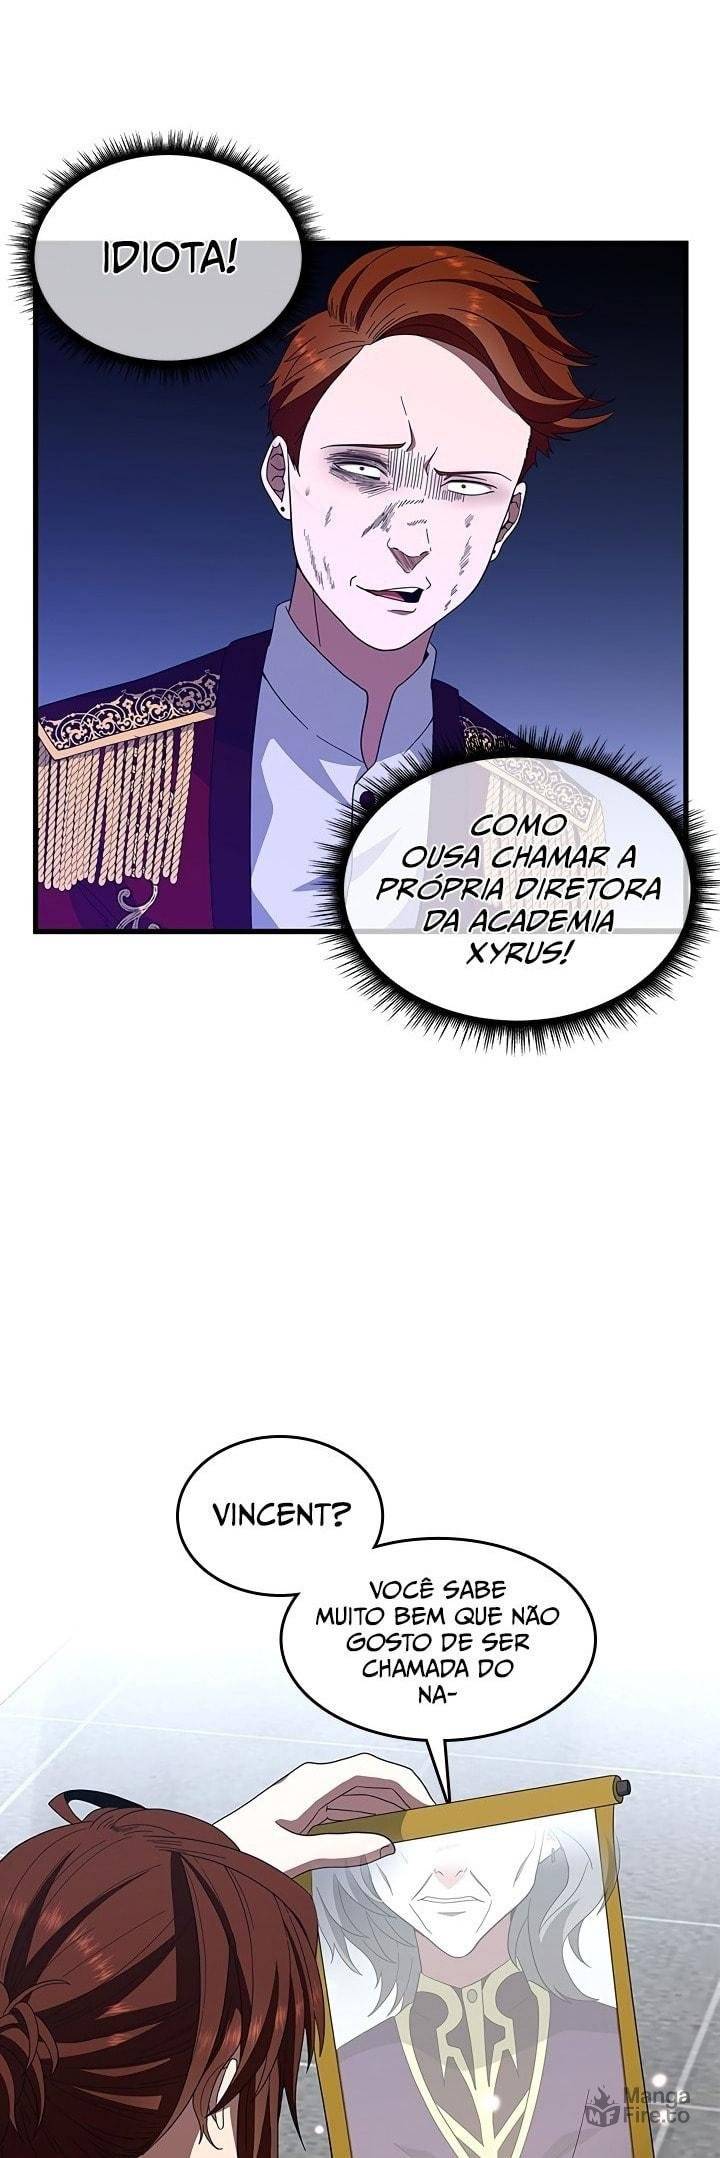 IDIOTA!
COMO
OUSA CHAMAR A
PRÓPRIA DIRETORA
DA ACADEMIA
XYRUS!
VINCENT?
VOCÊ SABE
MUITO BEM QUE NÃO
GOSTO DE SER
CHAMADA DO
NA-
Manga
Fire.to